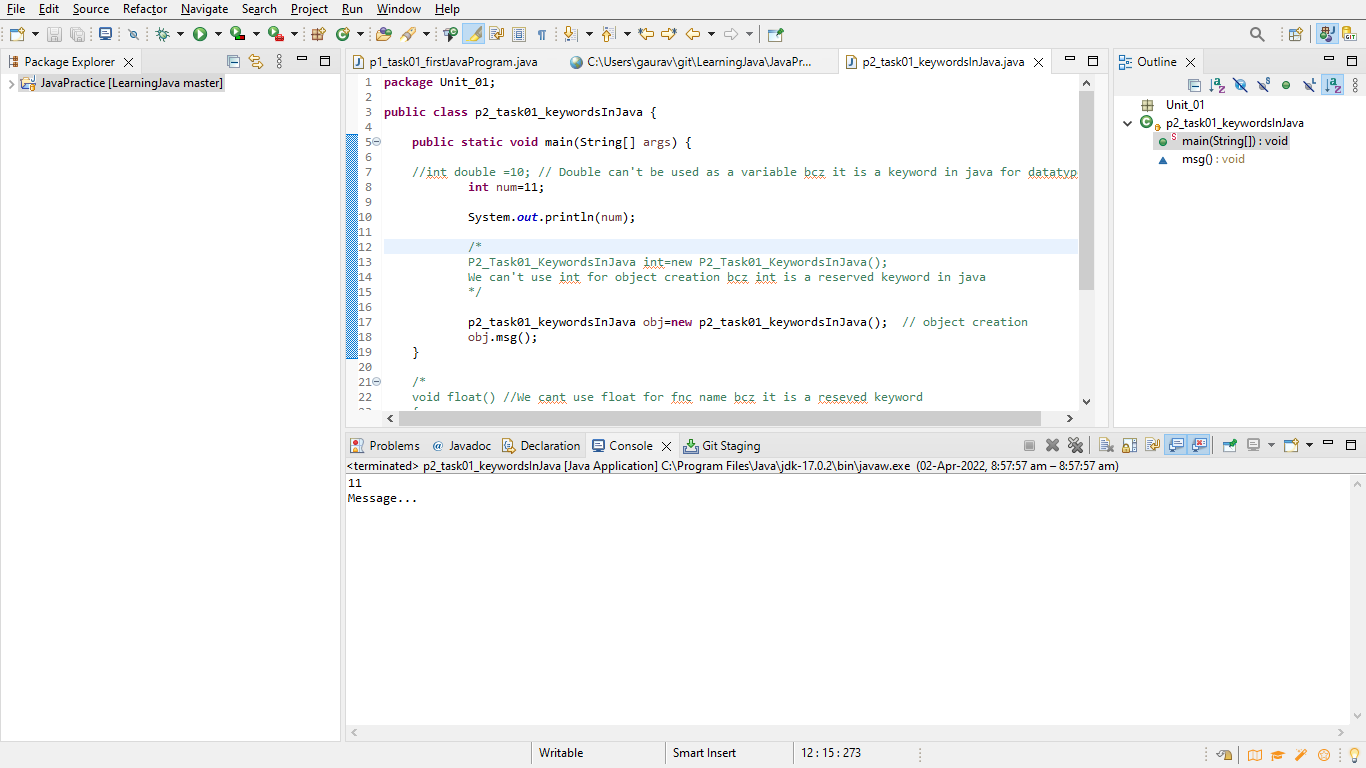 File Edit Source Refactor Navigate Search Project Run Window Help
Package Explorer
JavaPractice [LearningJava master]
p1_task01_firstJavaProgram.java C:\Users\gaurav\git\LearningJava\JavaPr... p2_task01_keywordsInJava.java
1 package Unit_01;
2
3 public class p2_task01_keywordsInJava {
4
5 public static void main(String[] args) {
6
7 //int double =10; // Double can't be used as a variable bcz it is a keyword in java for datatyp
8 int num=11;
9
10 System.out.println(num);
11
12 /*
13 P2_Task01_KeywordsInJava int=new P2_Task01_KeywordsInJava();
14 We can't use int for object creation bcz int is a reserved keyword in java
15 */
16
17 p2_task01_keywordsInJava obj=new p2_task01_keywordsInJava(); // object creation
18 obj.msg();
19 }
20
21 /*
22 void float() //We cant use float for fnc name bcz it is a reseved keyword
Outline
Unit_01
p2_task01_keywordsInJava
main(String[]) : void
msg() : void
Problems @ Javadoc Declaration Console Git Staging
<terminated> p2_task01_keywordsInJava [Java Application] C:\Program Files\Java\jdk-17.0.2\bin\javaw.exe (02-Apr-2022, 8:57:57 am – 8:57:57 am)
11
Message...
Writable Smart Insert 12 : 15 : 273